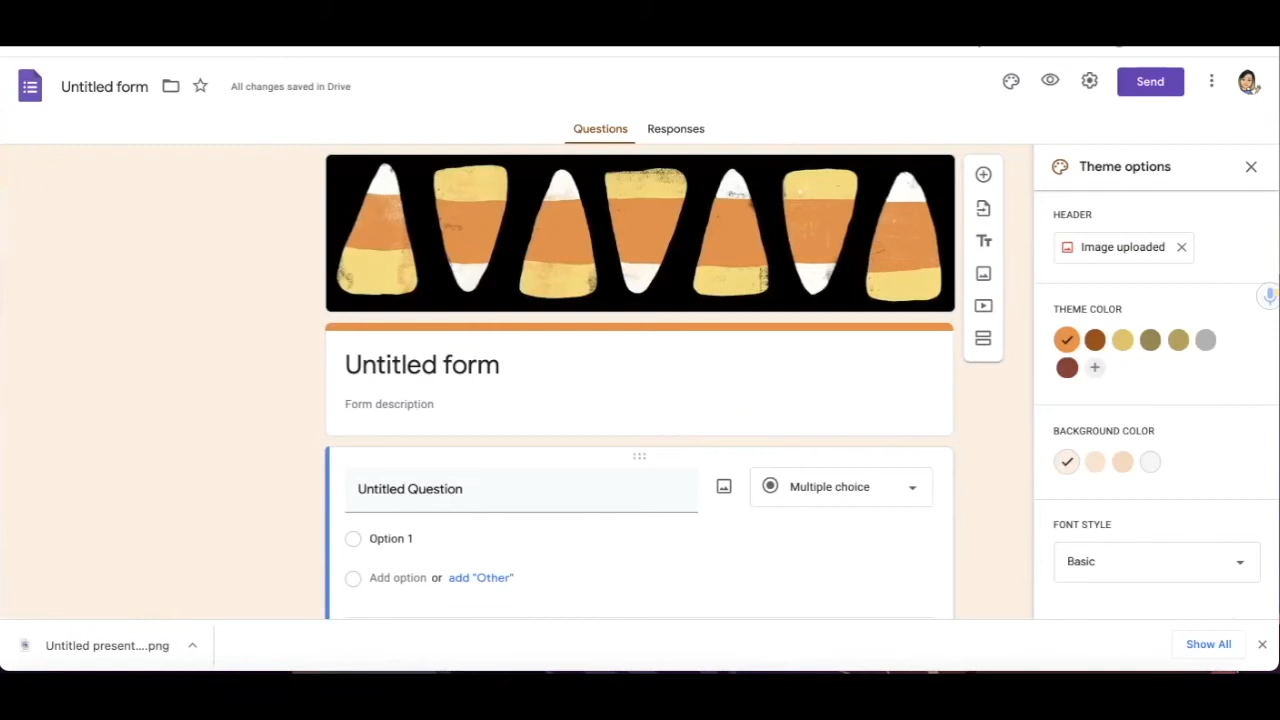 Untitled form
All changes saved in Drive
Send
Questions
Responses
Theme options
HEADER
Image uploaded
THEME COLOR
BACKGROUND COLOR
FONT STYLE
Basic
Tт
Untitled form
Form description
Untitled Question
Multiple choice
Option 1
Add option or add "Other"
Untitled present....png
Show All